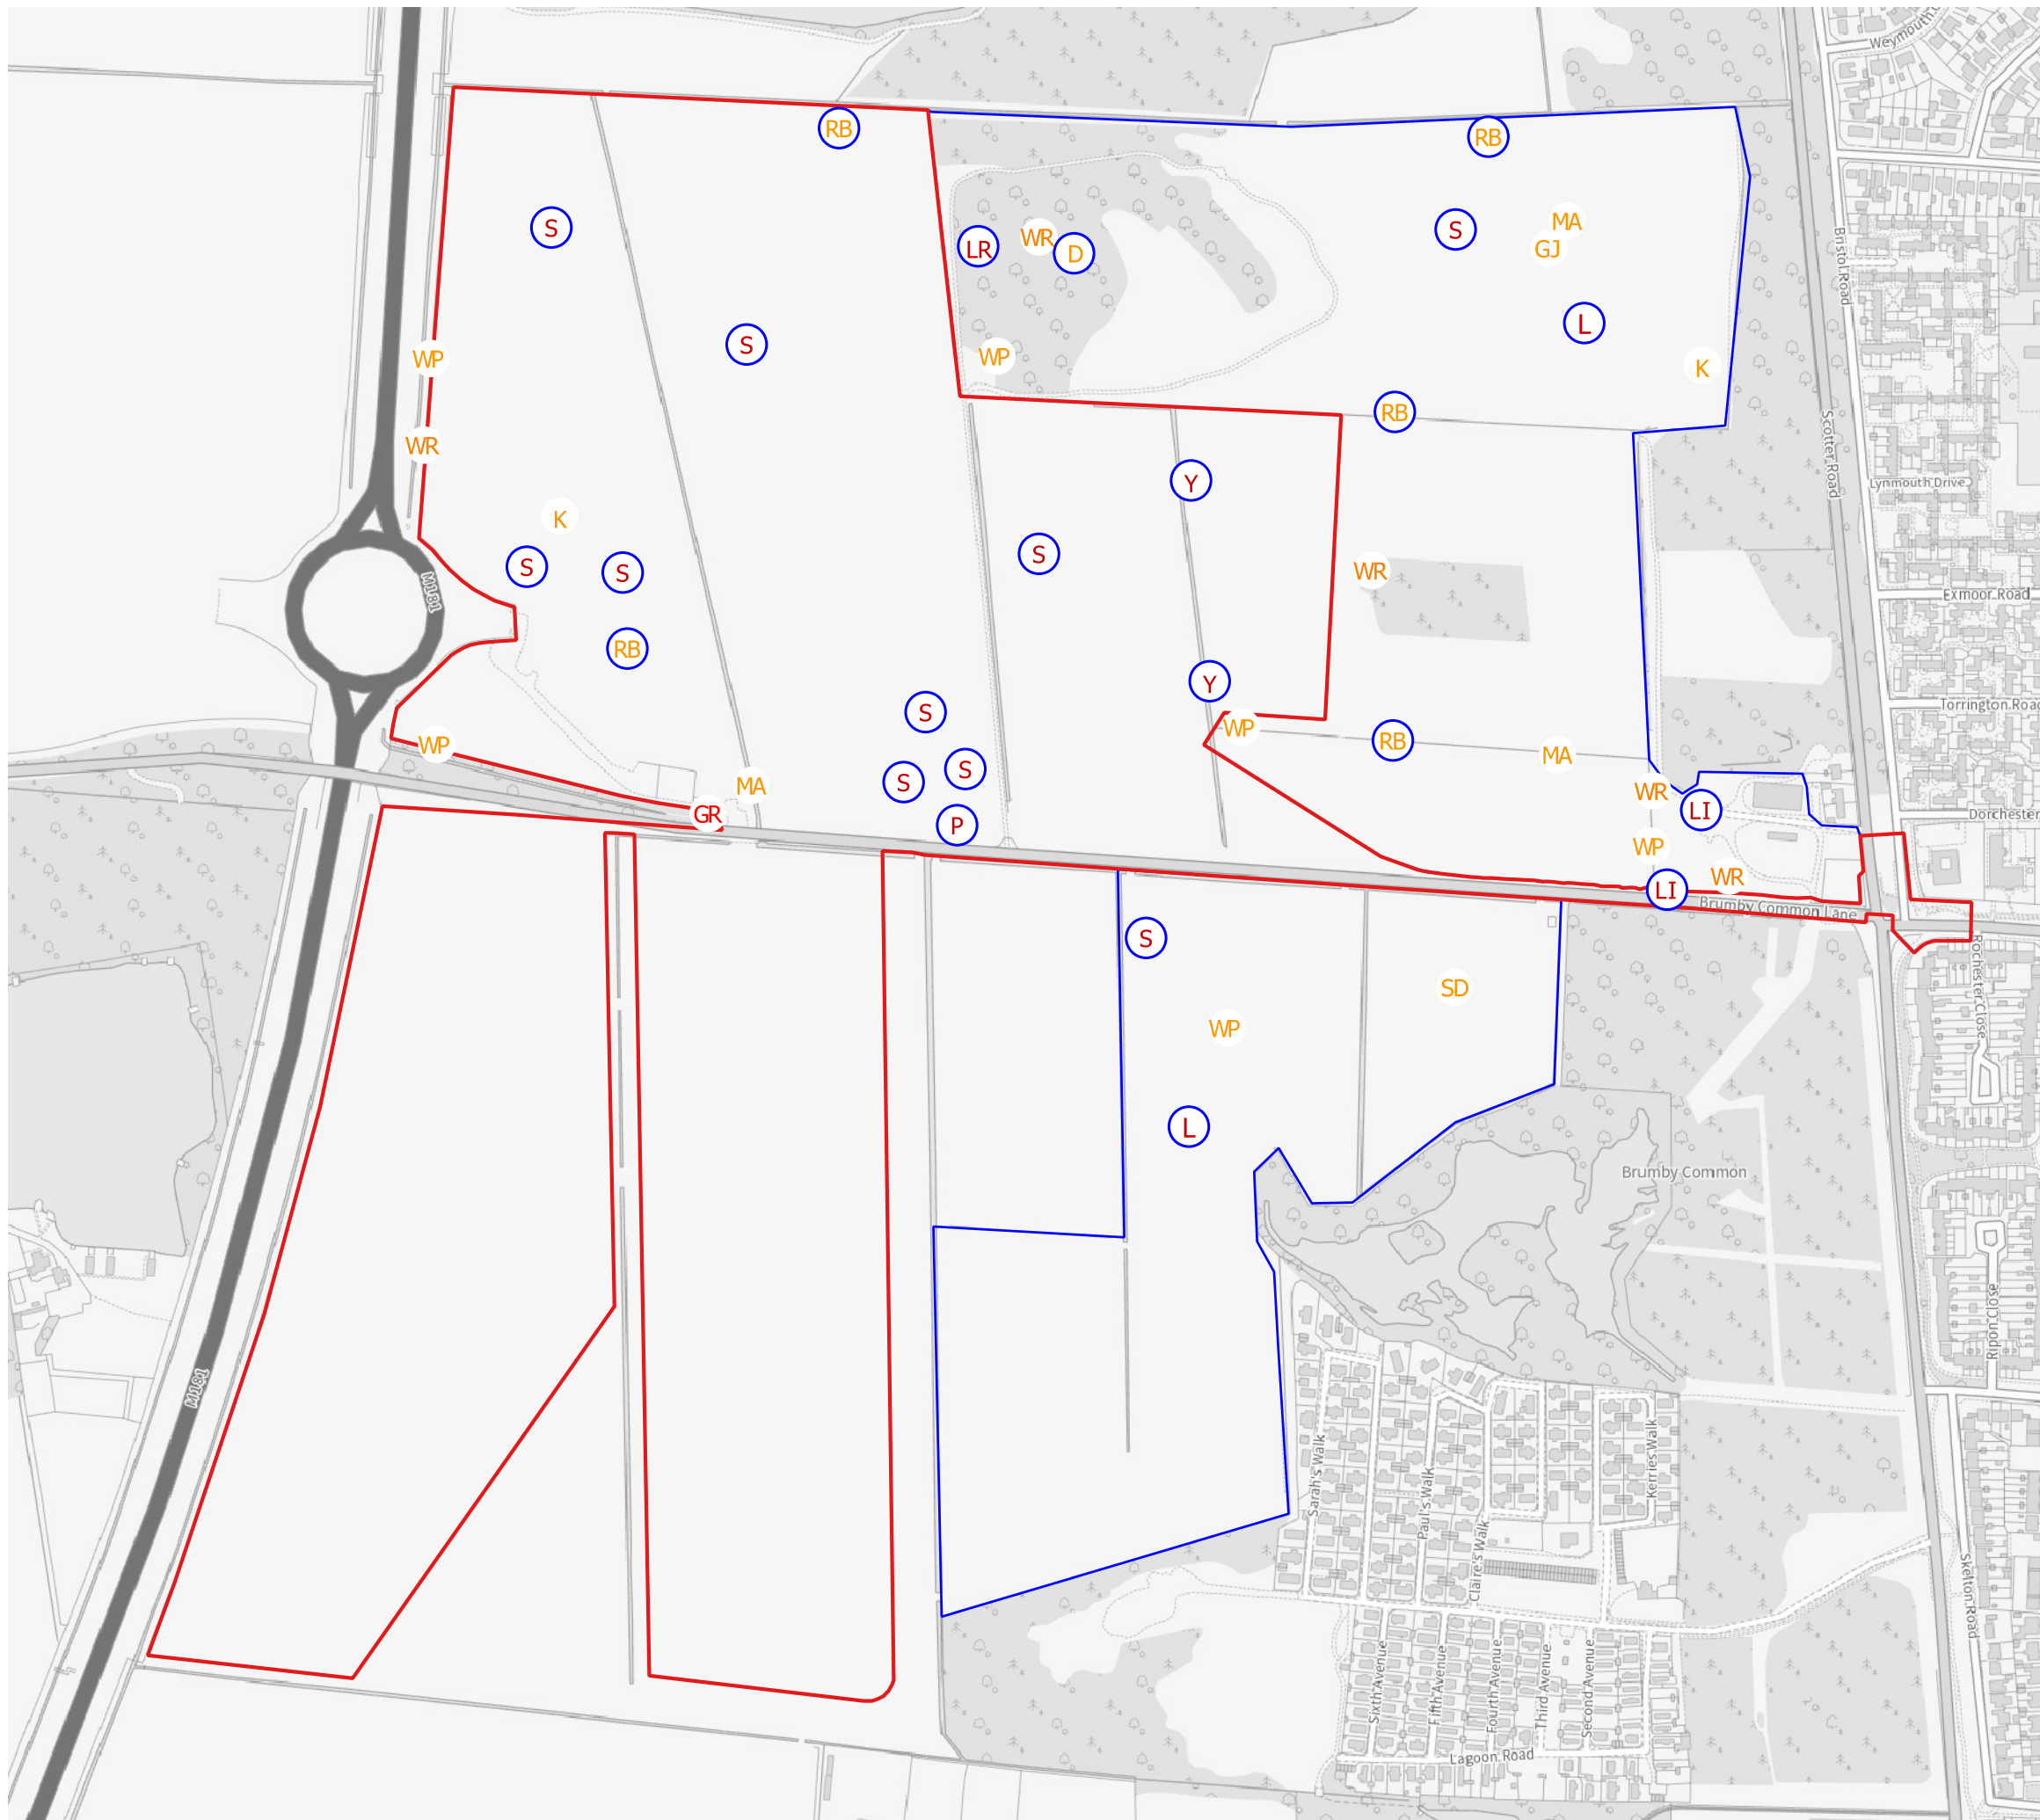 Weymouth
RB
RB
S
S
MA
GJ
LR
WR
D
Bristol Road
L
S
WP
WP
K
RB
WR
Scotter Road
Y
Lynmouth Drive
K
S
S
S
WR
M181
Exmoor Road
RB
Y
Torrington Road
S
WP
RB
WP
MA
S
S
MA
WR
LI
GR
P
Dorchester
WP
WR
LI
Brumby Common Lane
S
Rochester Close
SD
WP
L
Brumby Common
Ripon Close
M181
Sarah's Walk
Paul's Walk
Kerries Walk
Claire's Walk
Skelton Road
Sixth Avenue
Fifth Avenue
Fourth Avenue
Third Avenue
Second Avenue
Lagoon Road